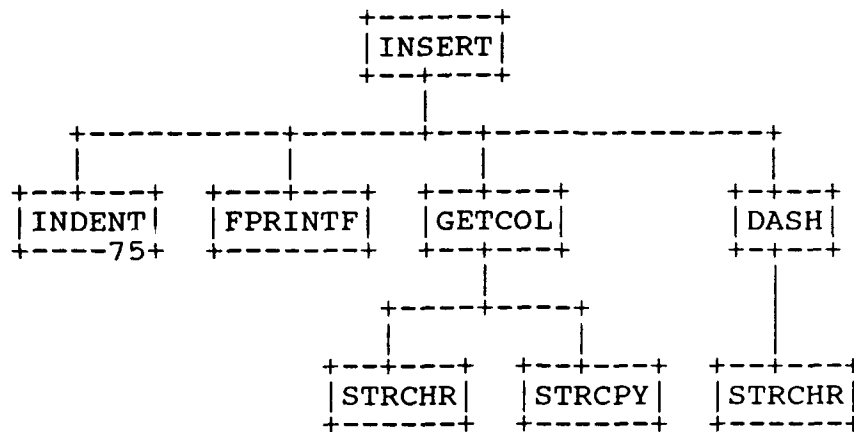 INSERT
INDENT FPRINTF GETCOL DASH
75
STRCHR STRCPY STRCHR